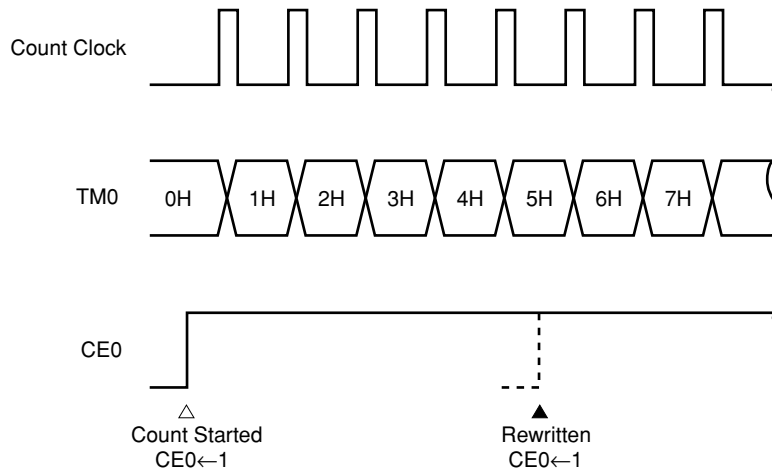 Count Clock
TM0
0H 1H 2H 3H 4H 5H 6H 7H
CE0
Count Started
CE0←1
Rewritten
CE0←1